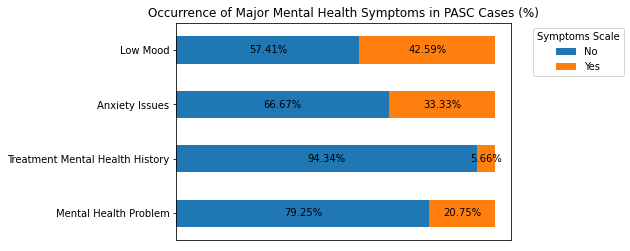 Occurrence of Major Mental Health Symptoms in PASC Cases (%)
Symptoms Scale
No
Yes
Low Mood 57.41% 42.59%
Anxiety Issues 66.67% 33.33%
Treatment Mental Health History 94.34% 5.66%
Mental Health Problem 79.25% 20.75%